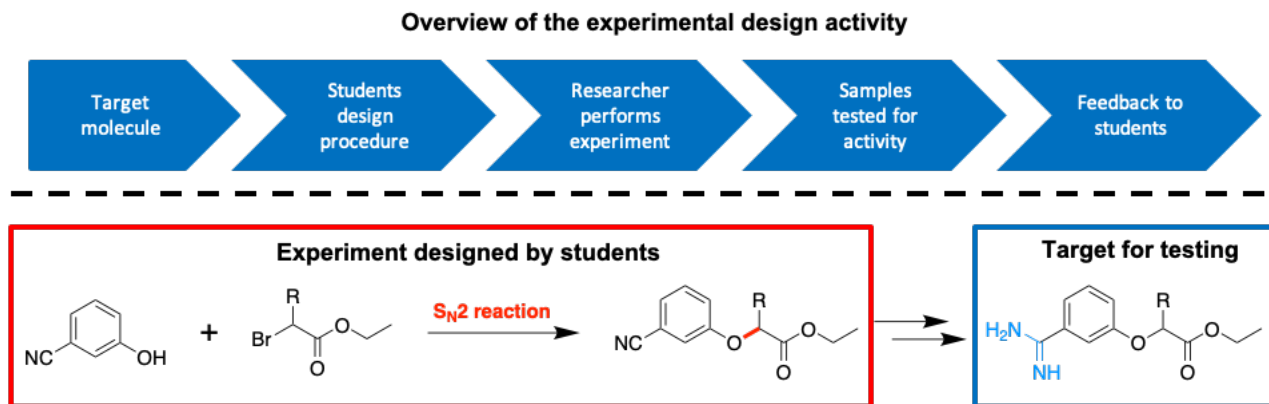 Overview of the experimental design activity
Target
molecule
Students
design
procedure
Researcher
performs
experiment
Samples
tested for
activity
Feedback to
students
Experiment designed by students
NC
OH
+
R
Br
O
O
SN2 reaction
NC
O
R
O
O
Target for testing
H2N
NH
O
R
O
O